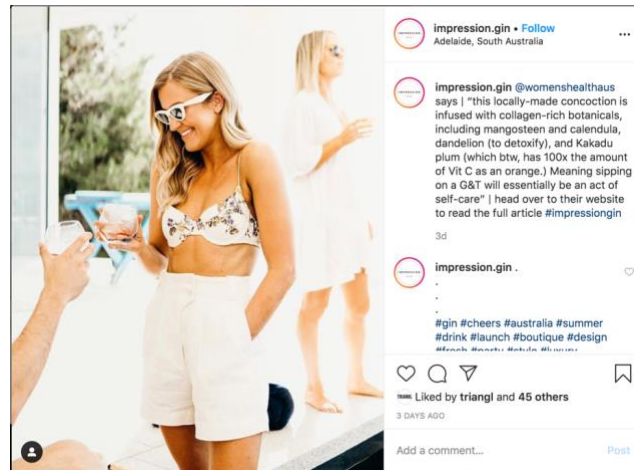 impression.gin • Follow
Adelaide, South Australia
impression.gin @womenshealthaus
says | “this locally-made concoction is
infused with collagen-rich botanicals,
including mangosteen and calendula,
dandelion (to detoxify), and Kakadu
plum (which btw, has 100x the amount
of Vit C as an orange.) Meaning sipping
on a G&T will essentially be an act of
self-care” | head over to their website
to read the full article #impressiongin
3d
impression.gin .
.
.
.
#gin #cheers #australia #summer
#drink #launch #boutique #design
#fresh #party #style #luxury
Liked by triangl and 45 others
3 DAYS AGO
Add a comment...
Post